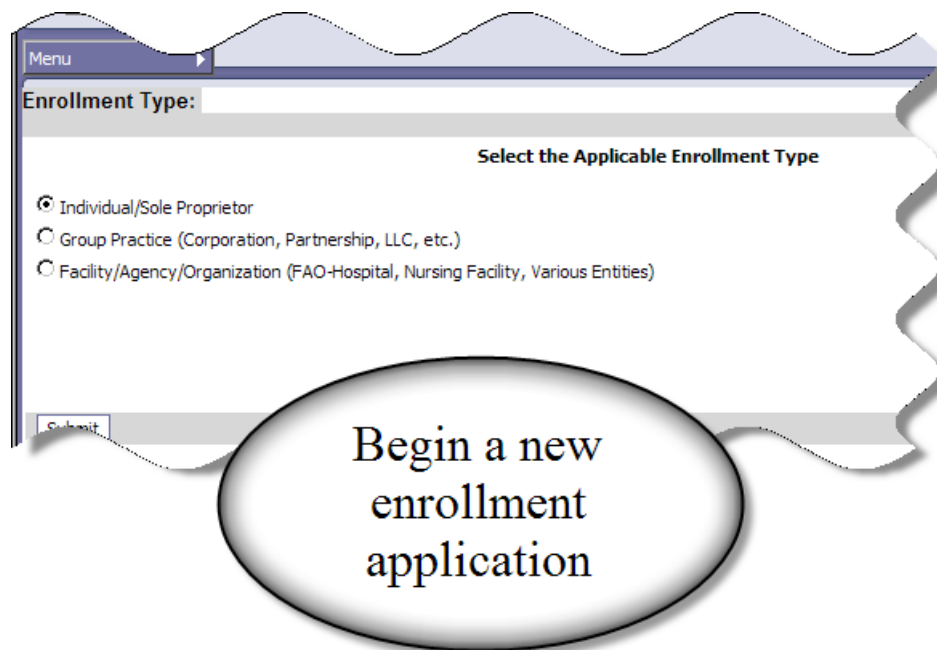 Menu
Enrollment Type:
Select the Applicable Enrollment Type
Individual/Sole Proprietor
Group Practice (Corporation, Partnership, LLC, etc.)
Facility/Agency/Organization (FAO-Hospital, Nursing Facility, Various Entities)
Submit
Begin a new
enrollment
application